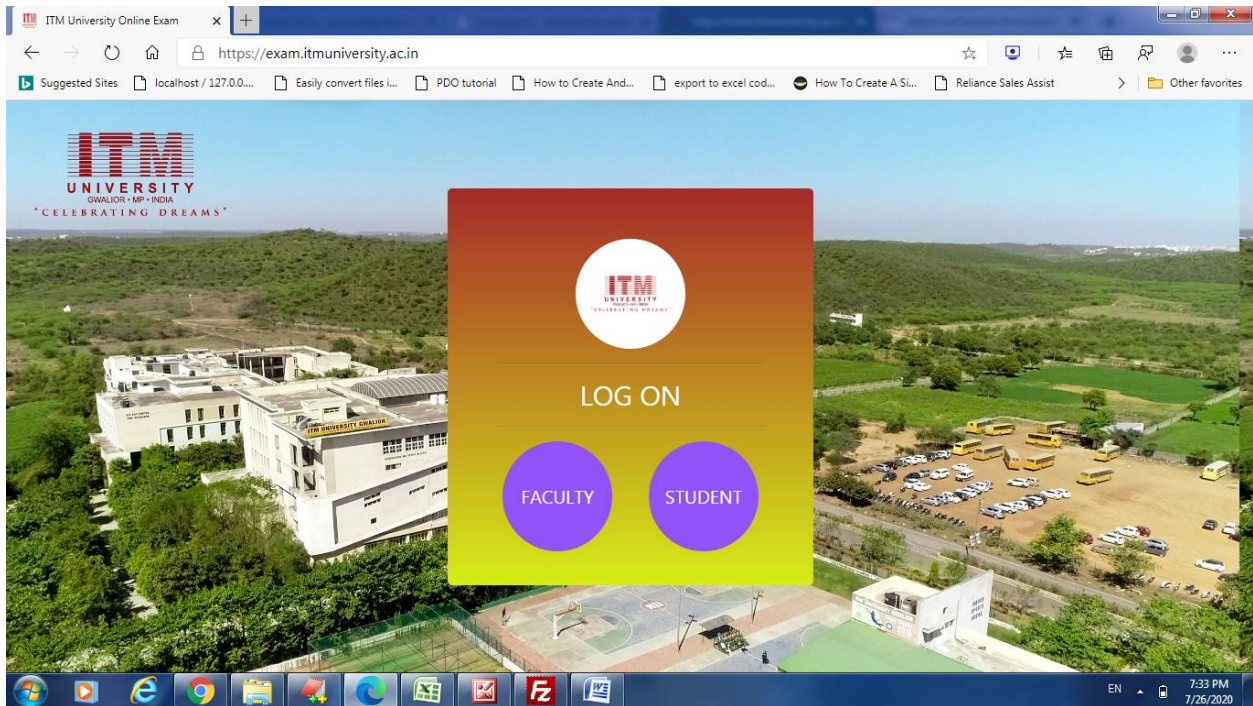 ITM University Online Exam
https://exam.itmuniversity.ac.in
Suggested Sites
localhost / 127.0.0....
Easily convert files i...
PDO tutorial
How to Create And...
export to excel cod...
How To Create A Si...
Reliance Sales Assist
Other favorites
ITM
UNIVERSITY
GWALIOR • MP • INDIA
"CELEBRATING DREAMS"
ITM
UNIVERSITY
"CELEBRATING DREAMS"
LOG ON
FACULTY
STUDENT
ITM UNIVERSITY GWALIOR
EN
7:33 PM
7/26/2020